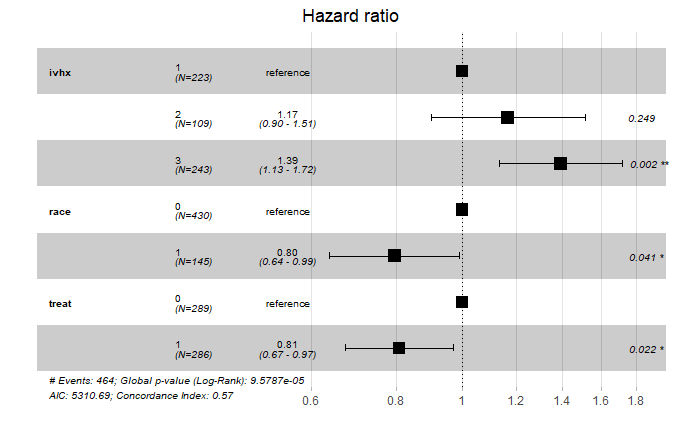 Hazard ratio
ivhx 1 reference
(N=223)
2 1.17 0.249
(N=109) (0.90 - 1.51)
3 1.39 0.002 **
(N=243) (1.13 - 1.72)
race 0 reference
(N=430)
1 0.80 0.041 *
(N=145) (0.64 - 0.99)
treat 0 reference
(N=289)
1 0.81 0.022 *
(N=286) (0.67 - 0.97)
# Events: 464; Global p-value (Log-Rank): 9.5787e-05
AIC: 5310.69; Concordance Index: 0.57
0.6 0.8 1 1.2 1.4 1.6 1.8